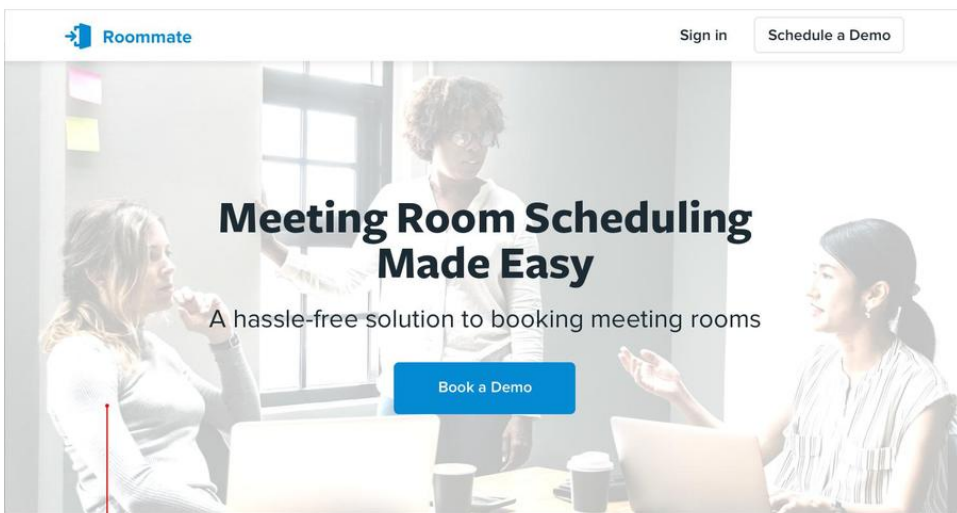 Roommate
Sign in
Schedule a Demo
Meeting Room Scheduling
Made Easy
A hassle-free solution to booking meeting rooms
Book a Demo